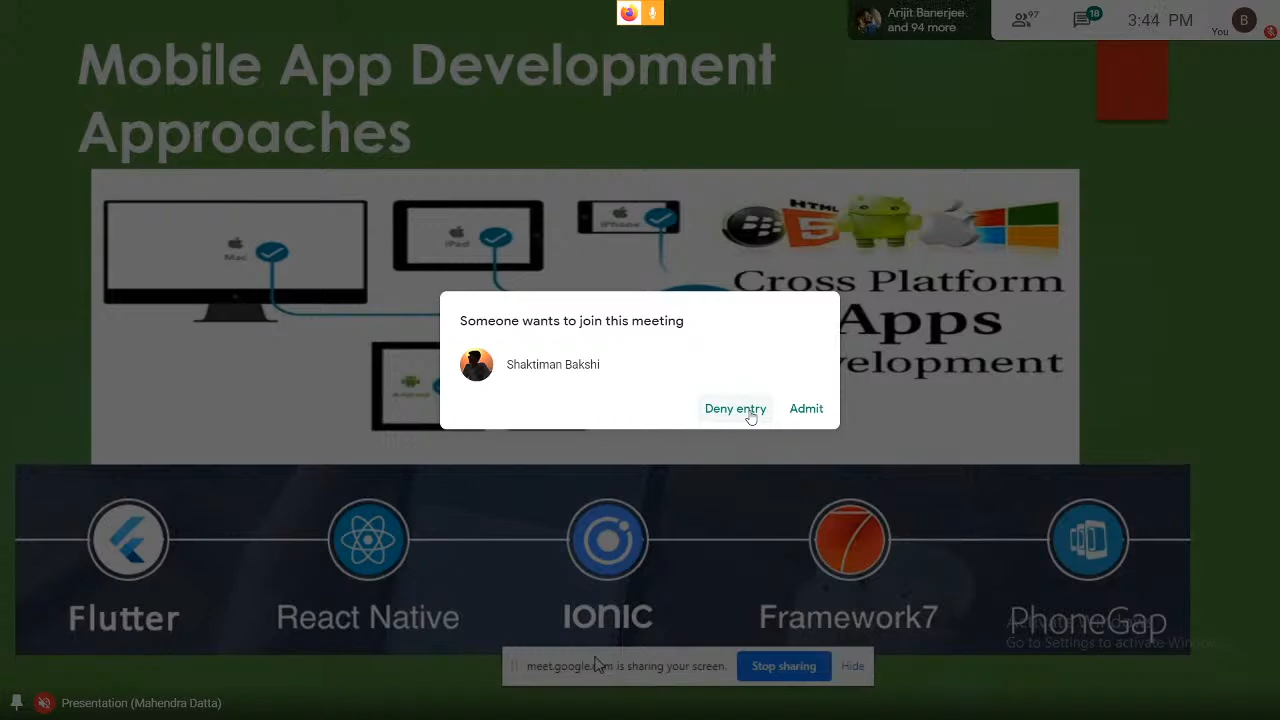 Mobile App Development
Approaches
Arijit Banerjee.
and 94 more
97
18
3:44 PM
You
B
Mac
iPad
iPhone
HTML
5
Cross Platform
Apps
velopment
Android
Someone wants to join this meeting
Shaktiman Bakshi
Deny entry
Admit
Flutter
React Native
IONIC
Framework7
PhoneGap
Go to Settings to activate Windows
meet.google. is sharing your screen.
Stop sharing
Hide
Presentation (Mahendra Datta)